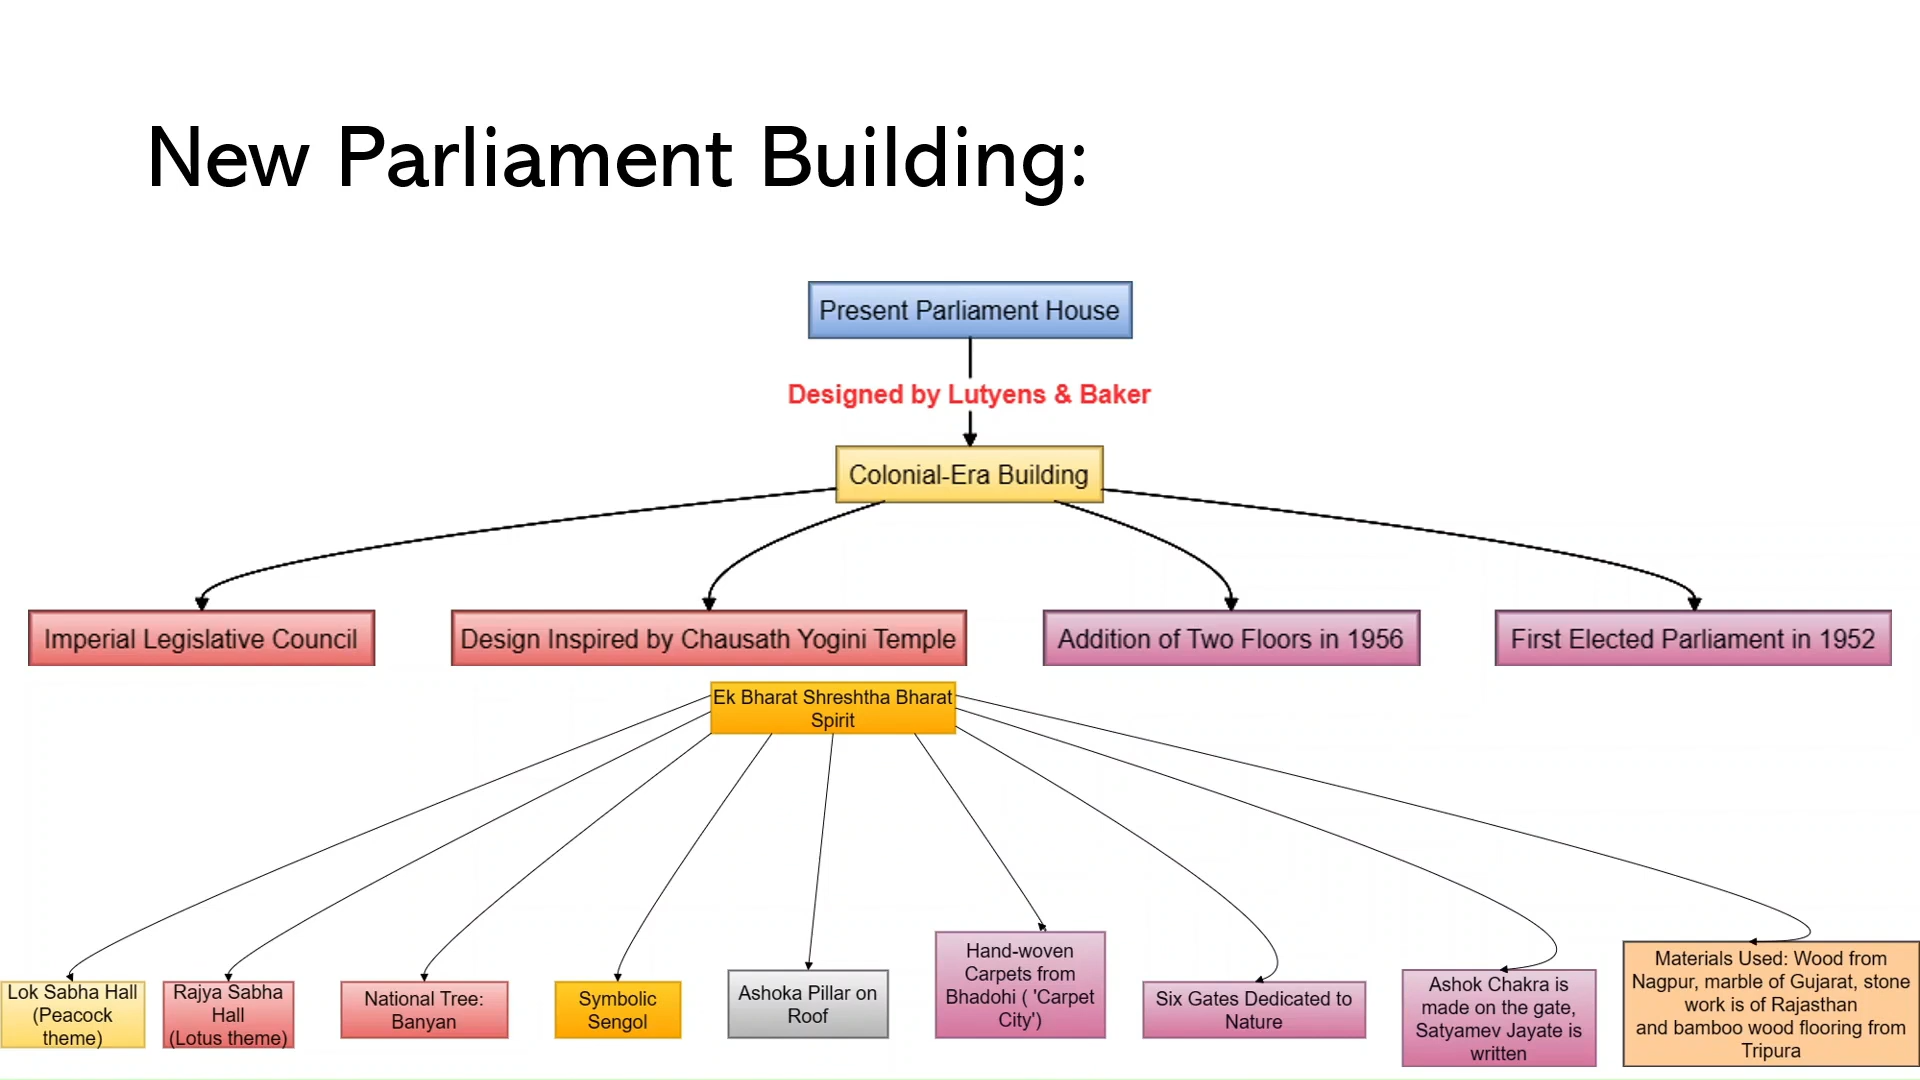 New Parliament Building:
Present Parliament House
Designed by Lutyens & Baker
Colonial-Era Building
Imperial Legislative Council
Design Inspired by Chausath Yogini Temple
Addition of Two Floors in 1956
First Elected Parliament in 1952
Ek Bharat Shreshtha Bharat
Spirit
Lok Sabha Hall
(Peacock
theme)
Rajya Sabha
Hall
(Lotus theme)
National Tree:
Banyan
Symbolic
Sengol
Ashoka Pillar on
Roof
Hand-woven
Carpets from
Bhadohi ( 'Carpet
City')
Six Gates Dedicated to
Nature
Ashok Chakra is
made on the gate,
Satyamev Jayate is
written
Materials Used: Wood from
Nagpur, marble of Gujarat, stone
work is of Rajasthan
and bamboo wood flooring from
Tripura